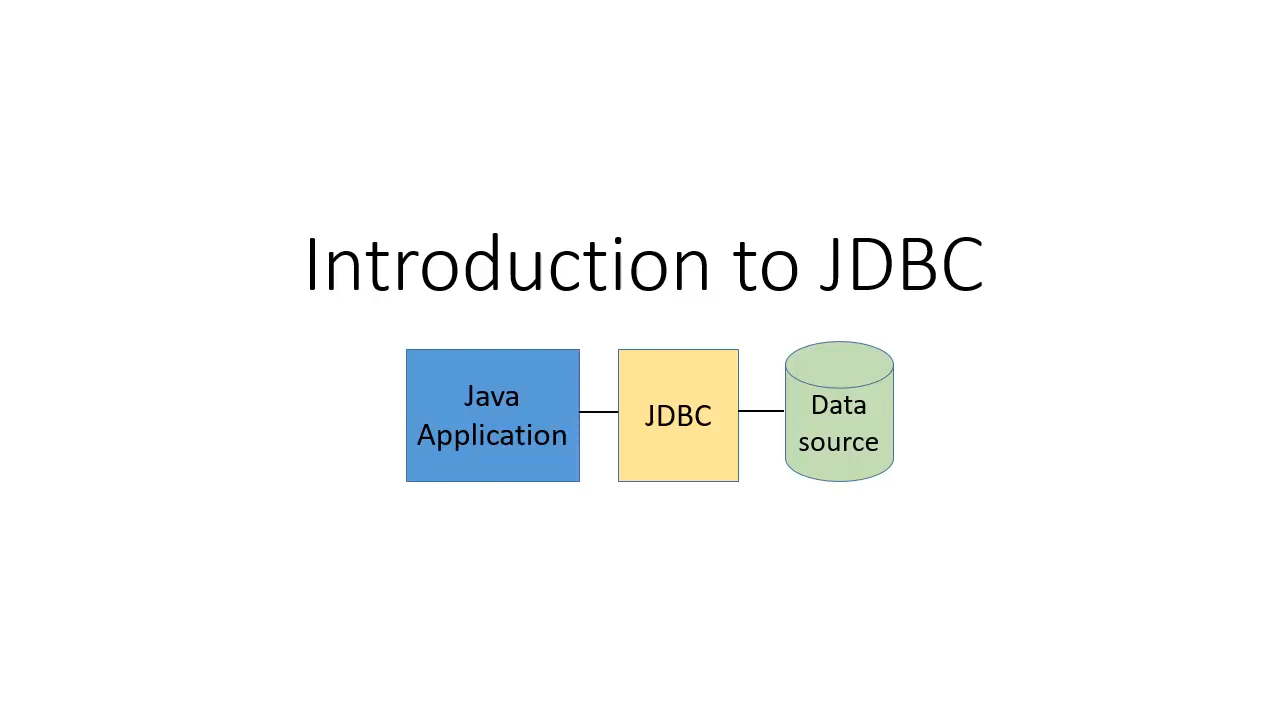 Introduction to JDBC
Java
Application
JDBC
Data
source